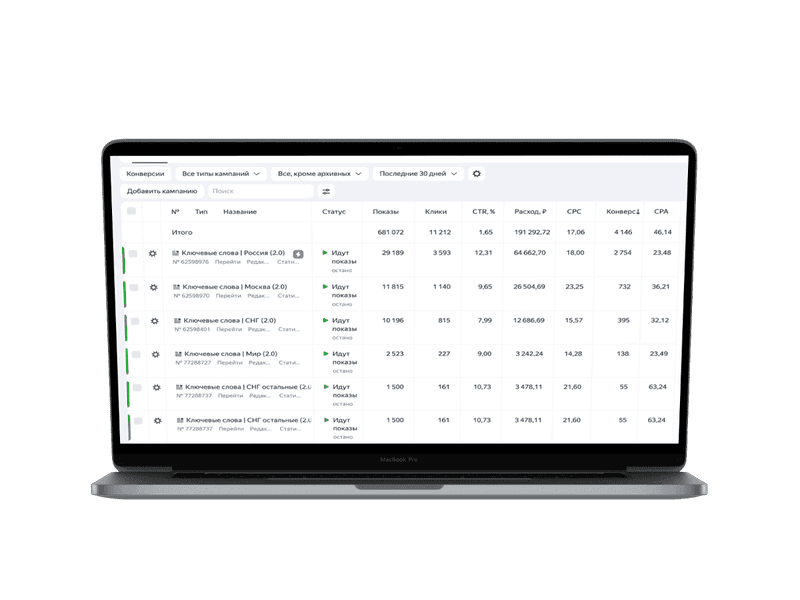 Конверсии Все типы кампаний Все, кроме архивных Последние 30 дней
Добавить кампанию Поиск
№ Тип Название Статус Показы Клики CTR, % Расход, ₽ CPC Конверс↓ CPA
Итого 681 072 11 212 1,65 191 292,72 17,06 4 146 46,14
Ключевые слова | Россия (2.0) Идут 29 189 3 593 12,31 64 662,70 18,00 2 754 23,48
№ 62598976 Перейти Редак... Стати... показы
остано
Ключевые слова | Москва (2.0) Идут 11 815 1 140 9,65 26 504,69 23,25 732 36,21
№ 62598970 Перейти Редак... Стати... показы
остано
Ключевые слова | СНГ (2.0) Идут 10 196 815 7,99 12 686,69 15,57 395 32,12
№ 62598401 Перейти Редак... Стати... показы
остано
Ключевые слова | Мир (2.0) Идут 2 523 227 9,00 3 242,24 14,28 138 23,49
№ 77288727 Перейти Редак... Стати... показы
остано
Ключевые слова | СНГ остальные (2.0 Идут 1 500 161 10,73 3 478,11 21,60 55 63,24
№ 77288737 Перейти Редак... Стати... показы
остано
Ключевые слова | СНГ остальные (2.0 Идут 1 500 161 10,73 3 478,11 21,60 55 63,24
№ 77288737 Перейти Редак... Стати... показы
остано
MacBook Pro